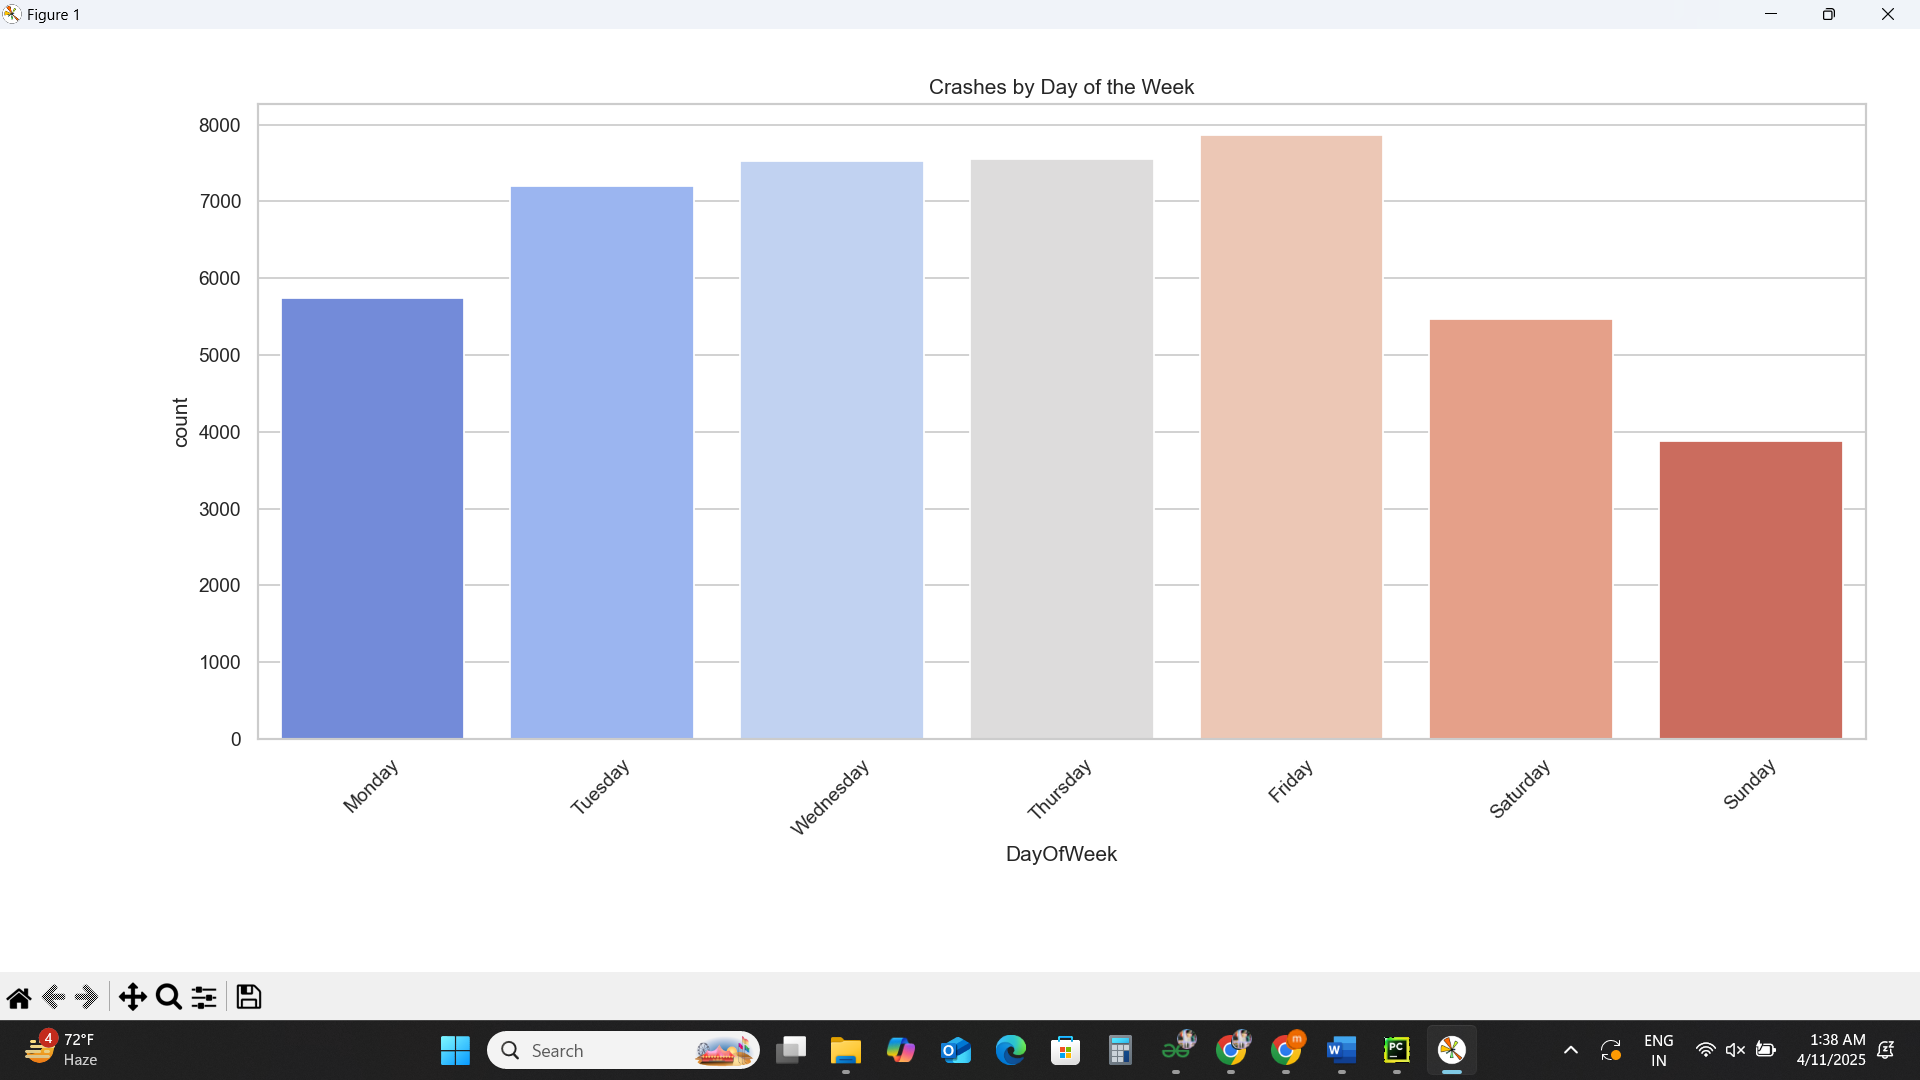 Figure 1
Crashes by Day of the Week
8000
7000
6000
5000
4000
3000
2000
1000
0
count
Monday
Tuesday
Wednesday
Thursday
Friday
Saturday
Sunday
DayOfWeek
4
72°F
Haze
Search
m
W
PC
ENG
IN
1:38 AM
4/11/2025